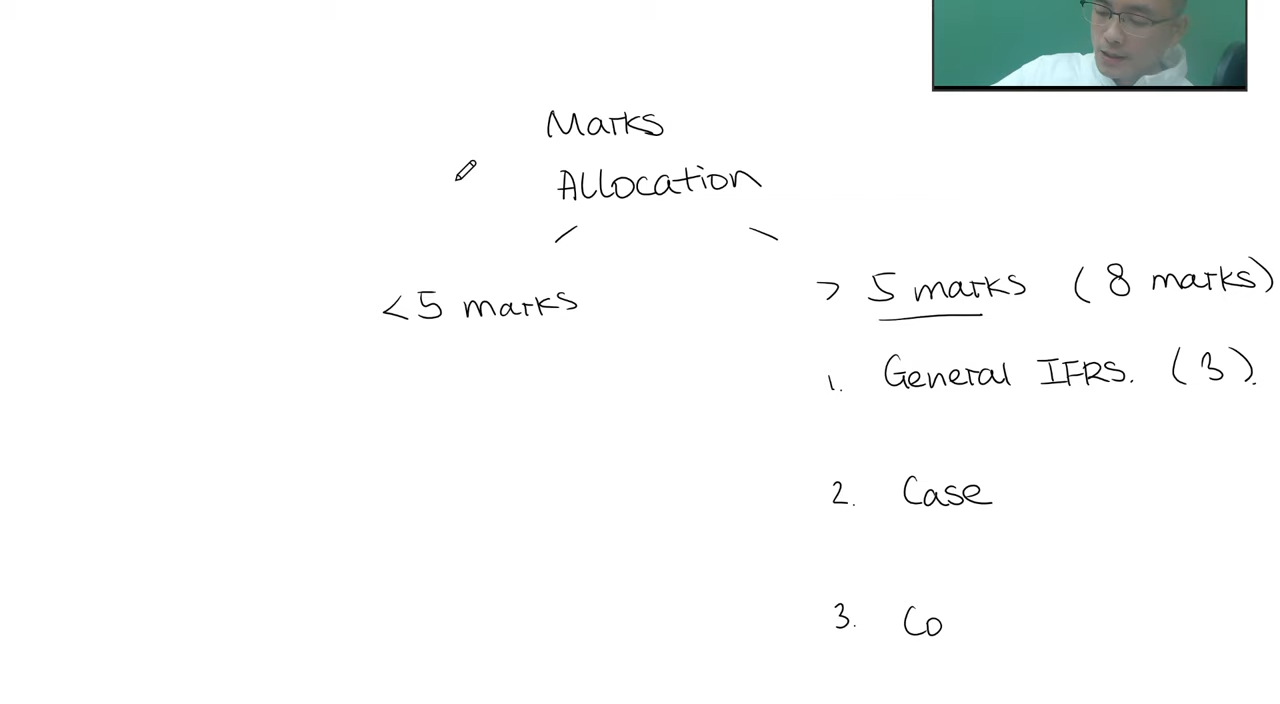 Marks
Allocation
< 5 marks
> 5 marks (8 marks)
1. General IFRS. (3).
2. Case
3. Co